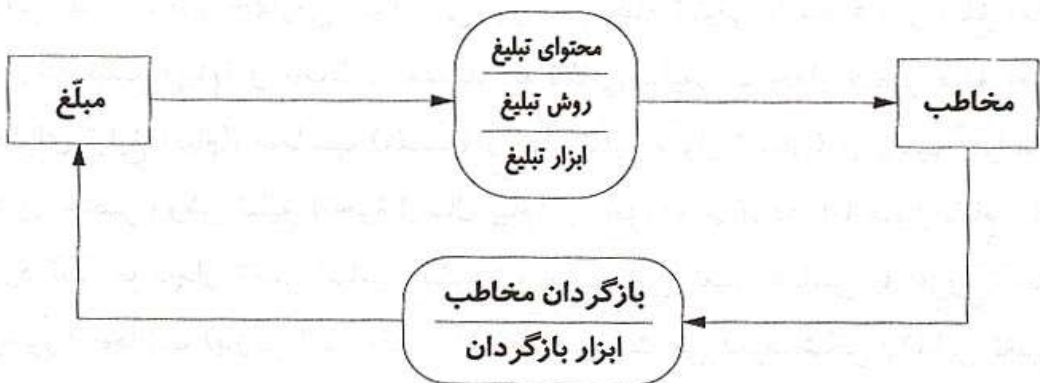 محتوای تبلیغ
مبلّغ
روش تبلیغ
مخاطب
ابزار تبلیغ
بازگردان مخاطب
ابزار بازگردان